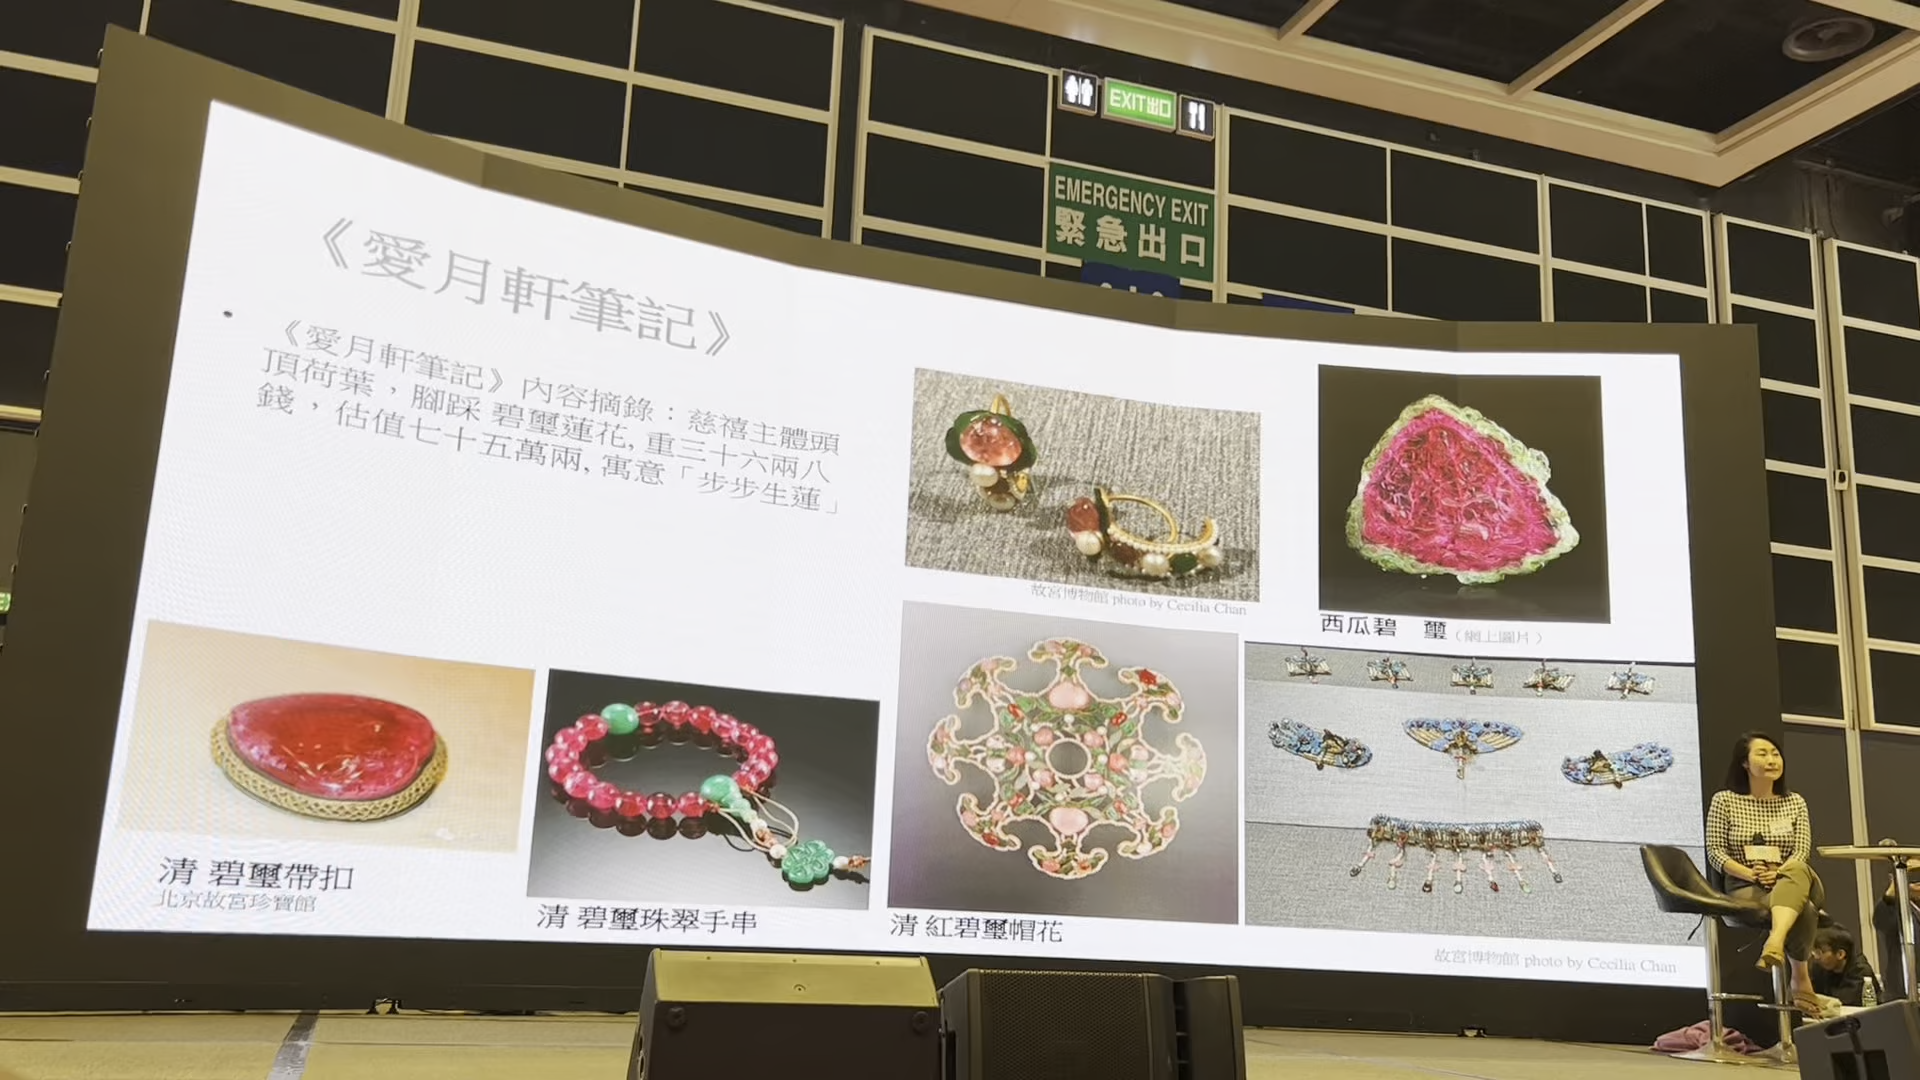 EXIT出口
EMERGENCY EXIT
緊急出口
《愛月軒筆記》
• 《愛月軒筆記》內容摘錄：慈禧主體頭
頂荷葉，腳踩 碧璽蓮花, 重三十六兩八
錢，估值七十五萬兩, 寓意「步步生蓮」
故宮博物館 photo by Cecilia Chan
西瓜碧 璽（網上圖片）
清 碧璽帶扣
北京故宮珍寶館
清 碧璽珠翠手串
清 紅碧璽帽花
故宮博物館 photo by Cecilia Chan